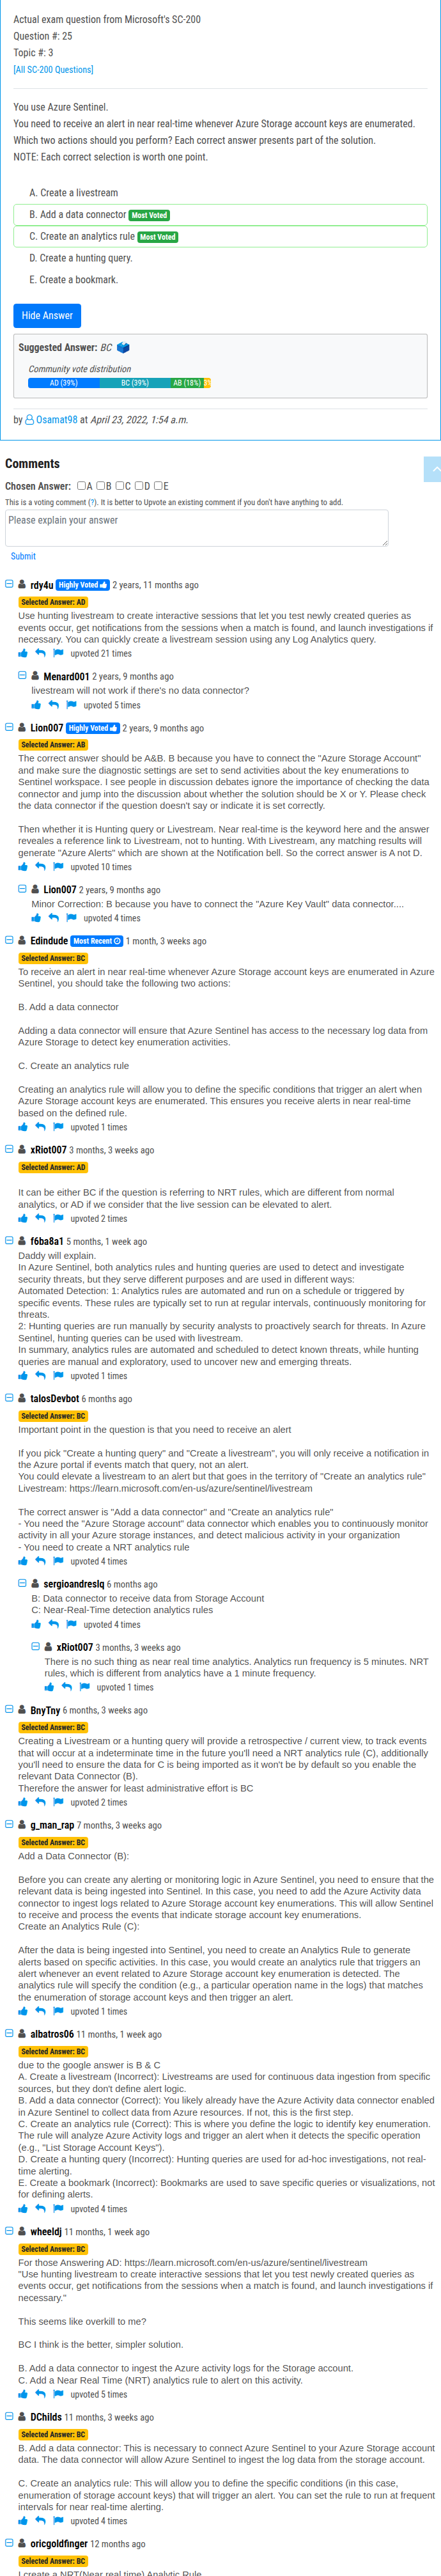 Actual exam question from Microsoft's SC-200
Question #: 25
Topic #: 3
[All SC-200 Questions]
You use Azure Sentinel.
You need to receive an alert in near real-time whenever Azure Storage account keys are enumerated.
Which two actions should you perform? Each correct answer presents part of the solution.
NOTE: Each correct selection is worth one point.
A. Create a livestream
B. Add a data connector Most Voted
C. Create an analytics rule Most Voted
D. Create a hunting query.
E. Create a bookmark.
Hide Answer
Suggested Answer: BC
Community vote distribution
AD (39%) BC (39%) AB (18%)
by Osamat98 at April 23, 2022, 1:54 a.m.
Comments
Chosen Answer: A B C D E
This is a voting comment (?). It is better to Upvote an existing comment if you don't have anything to add.
Please explain your answer
Submit
rdy4u Highly Voted 2 years, 11 months ago
Selected Answer: AD
Use hunting livestream to create interactive sessions that let you test newly created queries as
events occur, get notifications from the sessions when a match is found, and launch investigations if
necessary. You can quickly create a livestream session using any Log Analytics query.
upvoted 21 times
Menard001 2 years, 9 months ago
livestream will not work if there's no data connector?
upvoted 5 times
Lion007 Highly Voted 2 years, 9 months ago
Selected Answer: AB
The correct answer should be A&B. B because you have to connect the "Azure Storage Account"
and make sure the diagnostic settings are set to send activities about the key enumerations to
Sentinel workspace. I see people in discussion debates ignore the importance of checking the data
connector and jump into the discussion about whether the solution should be X or Y. Please check
the data connector if the question doesn't say or indicate it is set correctly.
Then whether it is Hunting query or Livestream. Near real-time is the keyword here and the answer
reveales a reference link to Livestream, not to hunting. With Livestream, any matching results will
generate "Azure Alerts" which are shown at the Notification bell. So the correct answer is A not D.
upvoted 10 times
Lion007 2 years, 9 months ago
Minor Correction: B because you have to connect the "Azure Key Vault" data connector....
upvoted 4 times
Edindude Most Recent 1 month, 3 weeks ago
Selected Answer: BC
To receive an alert in near real-time whenever Azure Storage account keys are enumerated in Azure
Sentinel, you should take the following two actions:
B. Add a data connector
Adding a data connector will ensure that Azure Sentinel has access to the necessary log data from
Azure Storage to detect key enumeration activities.
C. Create an analytics rule
Creating an analytics rule will allow you to define the specific conditions that trigger an alert when
Azure Storage account keys are enumerated. This ensures you receive alerts in near real-time
based on the defined rule.
upvoted 1 times
xRiot007 3 months, 3 weeks ago
Selected Answer: AD
It can be either BC if the question is referring to NRT rules, which are different from normal
analytics, or AD if we consider that the live session can be elevated to alert.
upvoted 2 times
f6ba8a1 5 months, 1 week ago
Daddy will explain.
In Azure Sentinel, both analytics rules and hunting queries are used to detect and investigate
security threats, but they serve different purposes and are used in different ways:
Automated Detection: 1: Analytics rules are automated and run on a schedule or triggered by
specific events. These rules are typically set to run at regular intervals, continuously monitoring for
threats.
2: Hunting queries are run manually by security analysts to proactively search for threats. In Azure
Sentinel, hunting queries can be used with livestream.
In summary, analytics rules are automated and scheduled to detect known threats, while hunting
queries are manual and exploratory, used to uncover new and emerging threats.
upvoted 1 times
talosDevbot 6 months ago
Selected Answer: BC
Important point in the question is that you need to receive an alert
If you pick "Create a hunting query" and "Create a livestream", you will only receive a notification in
the Azure portal if events match that query, not an alert.
You could elevate a livestream to an alert but that goes in the territory of "Create an analytics rule"
Livestream: https://learn.microsoft.com/en-us/azure/sentinel/livestream
The correct answer is "Add a data connector" and "Create an analytics rule"
- You need the "Azure Storage account" data connector which enables you to continuously monitor
activity in all your Azure storage instances, and detect malicious activity in your organization
- You need to create a NRT analytics rule
upvoted 4 times
sergioandreslq 6 months ago
B: Data connector to receive data from Storage Account
C: Near-Real-Time detection analytics rules
upvoted 4 times
xRiot007 3 months, 3 weeks ago
There is no such thing as near real time analytics. Analytics run frequency is 5 minutes. NRT
rules, which is different from analytics have a 1 minute frequency.
upvoted 1 times
BnyTny 6 months, 3 weeks ago
Selected Answer: BC
Creating a Livestream or a hunting query will provide a retrospective / current view, to track events
that will occur at a indeterminate time in the future you'll need a NRT analytics rule (C), additionally
you'll need to ensure the data for C is being imported as it won't be by default so you enable the
relevant Data Connector (B).
Therefore the answer for least administrative effort is BC
upvoted 2 times
g_man_rap 7 months, 3 weeks ago
Selected Answer: BC
Add a Data Connector (B):
Before you can create any alerting or monitoring logic in Azure Sentinel, you need to ensure that the
relevant data is being ingested into Sentinel. In this case, you need to add the Azure Activity data
connector to ingest logs related to Azure Storage account key enumerations. This will allow Sentinel
to receive and process the events that indicate storage account key enumerations.
Create an Analytics Rule (C):
After the data is being ingested into Sentinel, you need to create an Analytics Rule to generate
alerts based on specific activities. In this case, you would create an analytics rule that triggers an
alert whenever an event related to Azure Storage account key enumeration is detected. The
analytics rule will specify the condition (e.g., a particular operation name in the logs) that matches
the enumeration of storage account keys and then trigger an alert.
upvoted 1 times
albatros06 11 months, 1 week ago
Selected Answer: BC
due to the google answer is B & C
A. Create a livestream (Incorrect): Livestreams are used for continuous data ingestion from specific
sources, but they don't define alert logic.
B. Add a data connector (Correct): You likely already have the Azure Activity data connector enabled
in Azure Sentinel to collect data from Azure resources. If not, this is the first step.
C. Create an analytics rule (Correct): This is where you define the logic to identify key enumeration.
The rule will analyze Azure Activity logs and trigger an alert when it detects the specific operation
(e.g., "List Storage Account Keys").
D. Create a hunting query (Incorrect): Hunting queries are used for ad-hoc investigations, not real-
time alerting.
E. Create a bookmark (Incorrect): Bookmarks are used to save specific queries or visualizations, not
for defining alerts.
upvoted 4 times
wheeldj 11 months, 1 week ago
Selected Answer: BC
For those Answering AD: https://learn.microsoft.com/en-us/azure/sentinel/livestream
"Use hunting livestream to create interactive sessions that let you test newly created queries as
events occur, get notifications from the sessions when a match is found, and launch investigations if
necessary."
This seems like overkill to me?
BC I think is the better, simpler solution.
B. Add a data connector to ingest the Azure activity logs for the Storage account.
C. Add a Near Real Time (NRT) analytics rule to alert on this activity.
upvoted 5 times
DChilds 11 months, 3 weeks ago
Selected Answer: BC
B. Add a data connector: This is necessary to connect Azure Sentinel to your Azure Storage account
data. The data connector will allow Azure Sentinel to ingest the log data from the storage account.
C. Create an analytics rule: This will allow you to define the specific conditions (in this case,
enumeration of storage account keys) that will trigger an alert. You can set the rule to run at frequent
intervals for near real-time alerting.
upvoted 4 times
oricgoldfinger 12 months ago
Selected Answer: BC
I create a NRT(Near real time) Analytic Rule